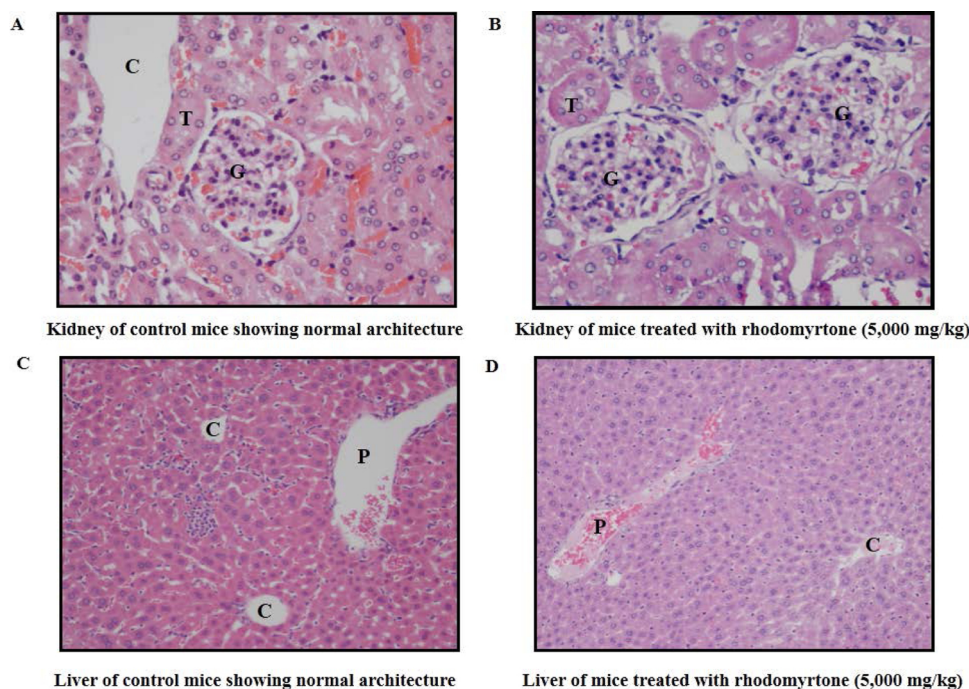 A
B
C
T
G
T
G
G
Kidney of control mice showing normal architecture
Kidney of mice treated with rhodomyrtone (5,000 mg/kg)
C
D
C
P
C
P
C
Liver of control mice showing normal architecture
Liver of mice treated with rhodomyrtone (5,000 mg/kg)